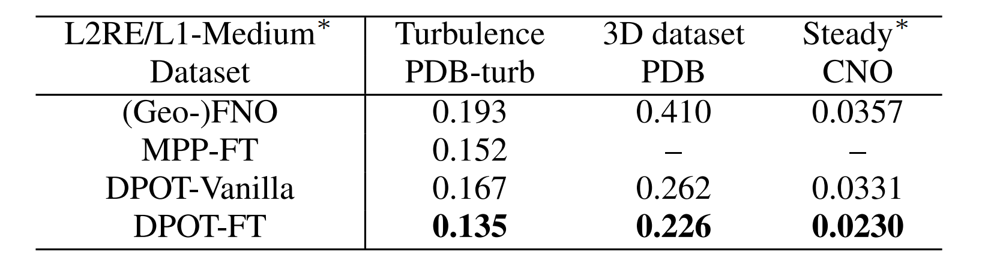 L2RE/L1-Medium* Turbulence 3D dataset Steady*
Dataset PDB-turb PDB CNO
(Geo-)FNO 0.193 0.410 0.0357
MPP-FT 0.152 – –
DPOT-Vanilla 0.167 0.262 0.0331
DPOT-FT 0.135 0.226 0.0230